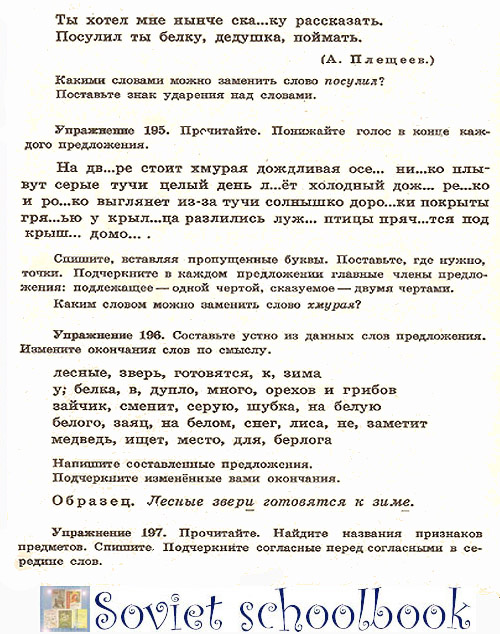 Ты хотел мне нынче ска...ку рассказать.
Посулил ты белку, дедушка, поймать.
(А. Плещеев.)
Какими словами можно заменить слово посулил?
Поставьте знак ударения над словами.
Упражнение 195. Прочитайте. Понижайте голос в конце каж-
дого предложения.
На дв...ре стоит хмурая дождливая осе... ни...ко плы-
вут серые тучи целый день л...ёт холодный дож... ре...ко
и ро...ко выглянет из-за тучи солнышко доро...ки покрыты
гря...ью у крыл...ца разлились луж... птицы пряч...тся под
крыш... домо... .
Спишите, вставляя пропущенные буквы. Поставьте, где нужно,
точки. Подчеркните в каждом предложении главные члены предло-
жения: подлежащее — одной чертой, сказуемое — двумя чертами.
Каким словом можно заменить слово хмурая?
Упражнение 196. Составьте устно из данных слов предложения.
Измените окончания слов по смыслу.
лесные, зверь, готовятся, к, зима
у; белка, в, дупло, много, орехов и грибов
зайчик, сменит, серую, шубка, на белую
белого, заяц, на белом, снег, лиса, не, заметит
медведь, ищет, место, для, берлога
Напишите составленные предложения.
Подчеркните изменённые вами окончания.
Образец. Лесные звери готовятся к зиме.
Упражнение 197. Прочитайте. Найдите названия признаков
предметов. Спишите. Подчеркните согласные перед согласными в се-
редине слов.
Soviet schoolbook